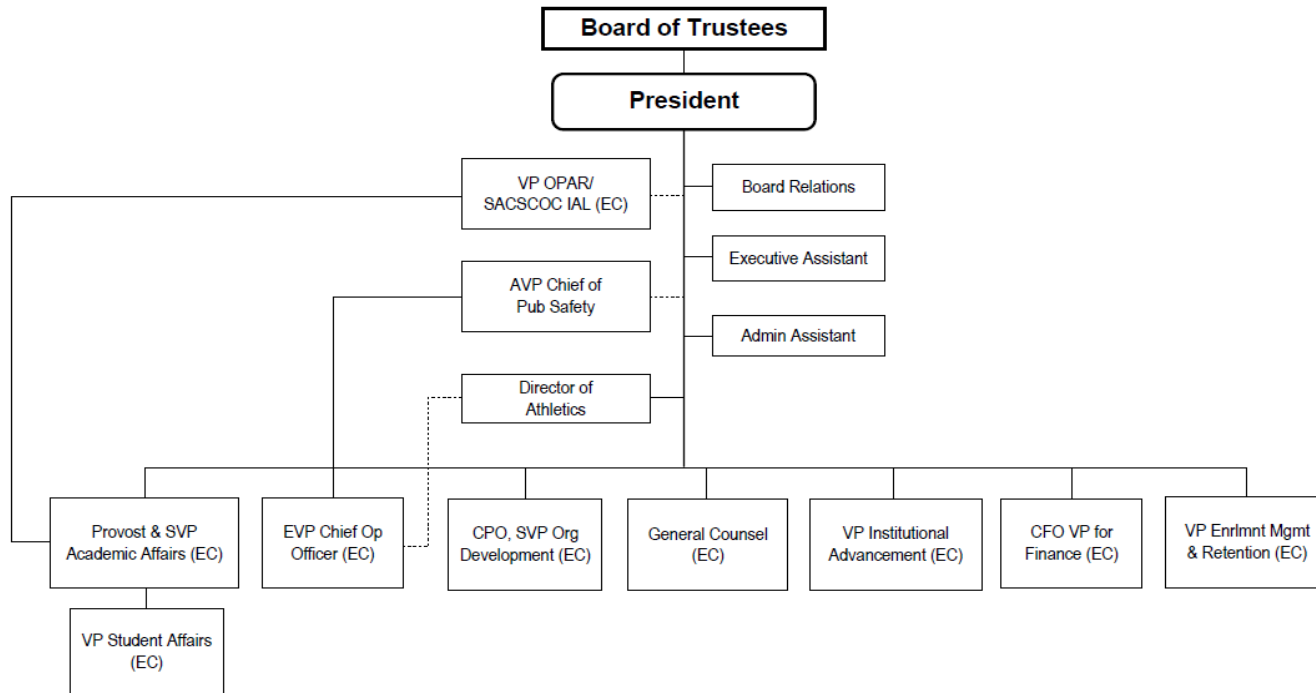 Board of Trustees
President
VP OPAR/
SACSCOC IAL (EC)
Board Relations
Executive Assistant
AVP Chief of
Pub Safety
Admin Assistant
Director of
Athletics
Provost & SVP
Academic Affairs (EC)
EVP Chief Op
Officer (EC)
CPO, SVP Org
Development (EC)
General Counsel
(EC)
VP Institutional
Advancement (EC)
CFO VP for
Finance (EC)
VP Enrlmnt Mgmt
& Retention (EC)
VP Student Affairs
(EC)